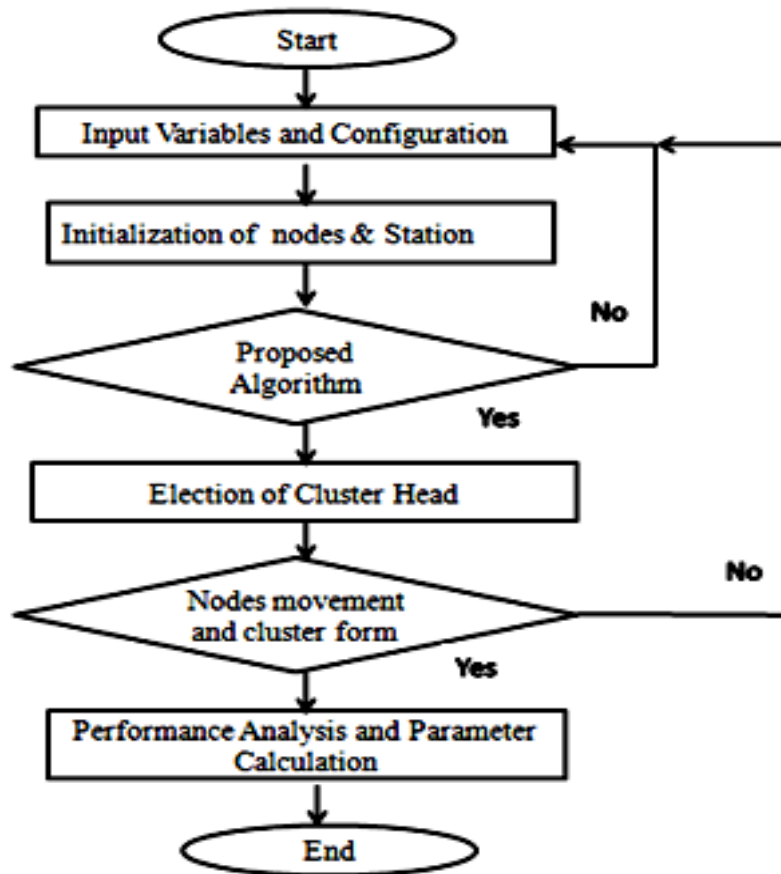 Start
Input Variables and Configuration
Initialization of nodes & Station
No
Proposed
Algorithm
Yes
Election of Cluster Head
No
Nodes movement
and cluster form
Yes
Performance Analysis and Parameter
Calculation
End